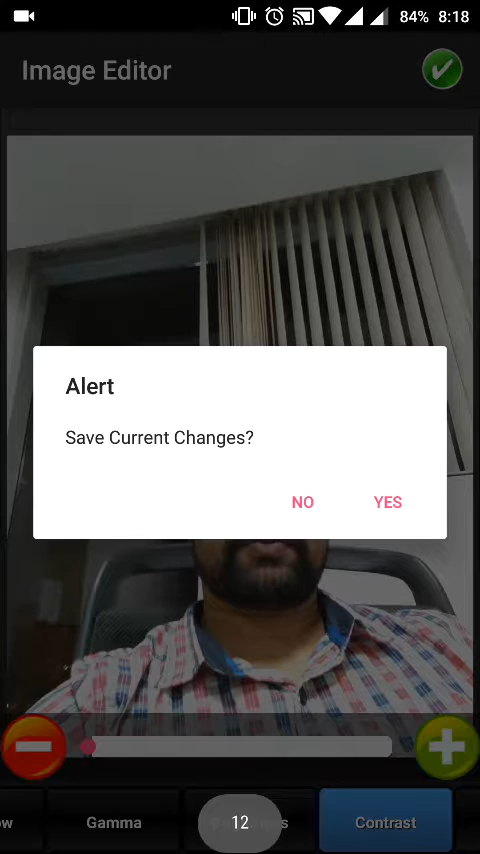 84% 8:18
Image Editor
Alert
Save Current Changes?
NO YES
Gamma 12 Contrast